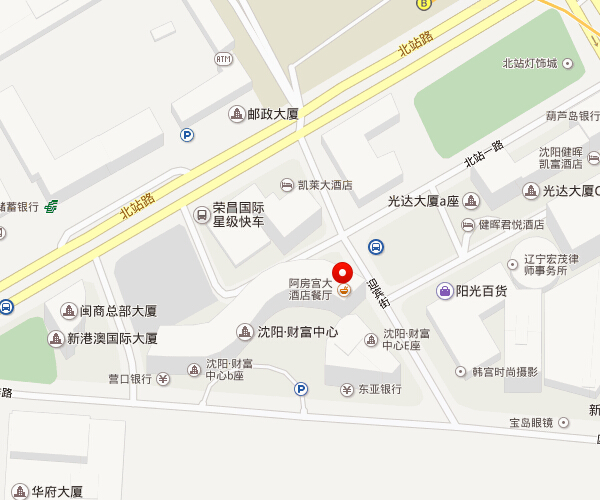 B
北站路
ATM
北站灯饰城
邮政大厦
葫芦岛银行
P
北站一路
沈阳健晖
凯富酒店
凯莱大酒店
光达大厦a座
光达大厦C
储蓄银行
北站路
荣昌国际
星级快车
健晖君悦酒店
辽宁宏茂律
师事务所
阿房宫大
酒店餐厅
迎宾街
阳光百货
闽商总部大厦
新港澳国际大厦
沈阳·财富中心
沈阳·财富
中心E座
沈阳·财富
中心b座
营口银行
韩宫时尚摄影
P
东亚银行
路
宝岛眼镜
新
华府大厦